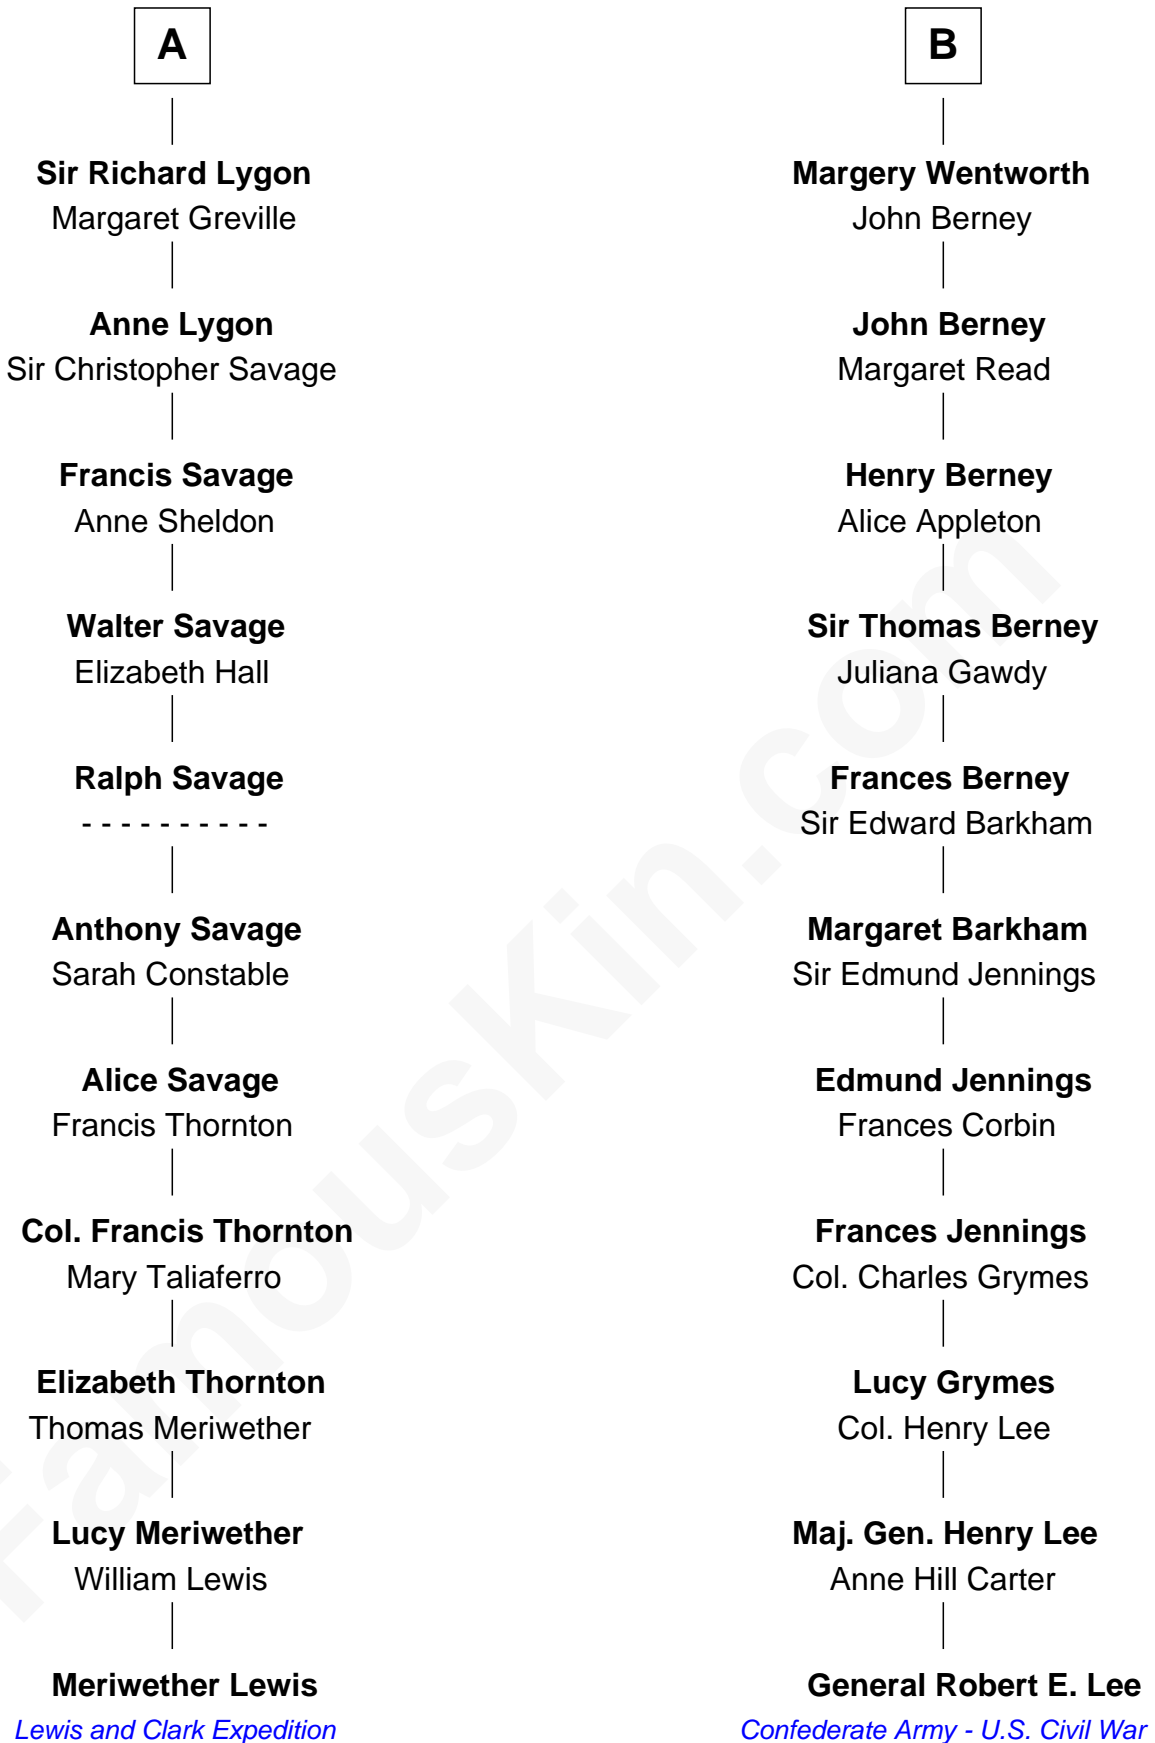 A
Sir Richard Lygon
Margaret Greville
Anne Lygon
Sir Christopher Savage
Francis Savage
Anne Sheldon
Walter Savage
Elizabeth Hall
Ralph Savage
- - - - - - - - - -
Anthony Savage
Sarah Constable
Alice Savage
Francis Thornton
Col. Francis Thornton
Mary Taliaferro
Elizabeth Thornton
Thomas Meriwether
Lucy Meriwether
William Lewis
Meriwether Lewis
Lewis and Clark Expedition
B
Margery Wentworth
John Berney
John Berney
Margaret Read
Henry Berney
Alice Appleton
Sir Thomas Berney
Juliana Gawdy
Frances Berney
Sir Edward Barkham
Margaret Barkham
Sir Edmund Jennings
Edmund Jennings
Frances Corbin
Frances Jennings
Col. Charles Grymes
Lucy Grymes
Col. Henry Lee
Maj. Gen. Henry Lee
Anne Hill Carter
General Robert E. Lee
Confederate Army - U.S. Civil War
FamousKin.com